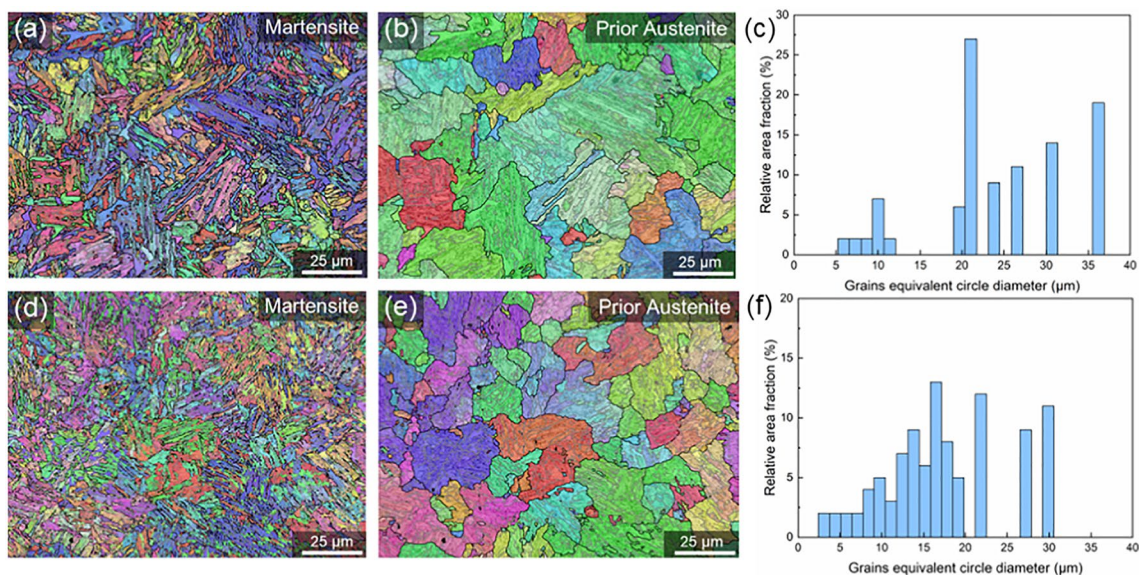 (a) Martensite
25 µm
(b) Prior Austenite
25 µm
(c)
Relative area fraction (%)
30
25
20
15
10
5
0
0 5 10 15 20 25 30 35 40
Grains equivalent circle diameter (µm)
(d) Martensite
25 µm
(e) Prior Austenite
25 µm
(f)
Relative area fraction (%)
20
15
10
5
0
0 5 10 15 20 25 30 35 40
Grains equivalent circle diameter (µm)